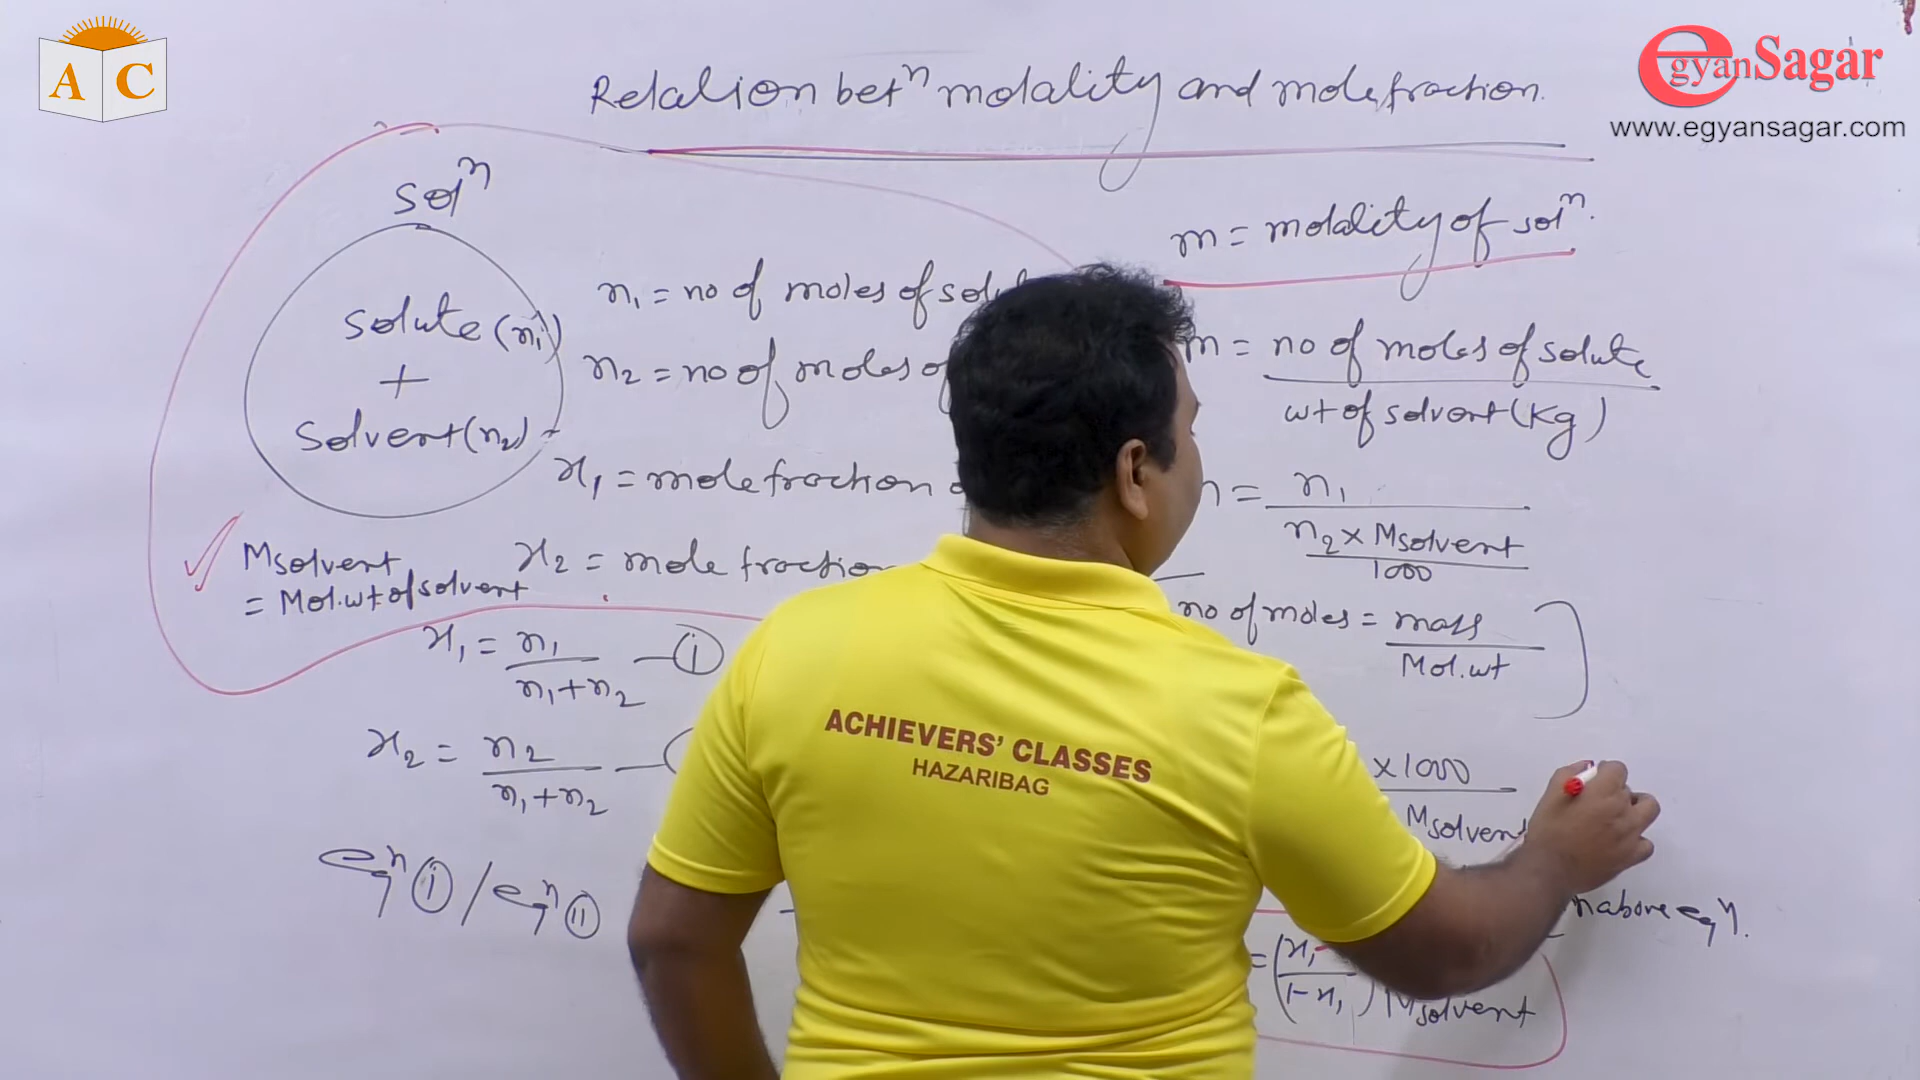 A C
egyanSagar
www.egyansagar.com
Relation betⁿ molality and mole fraction.
solⁿ
solute (n₁)
+
Solvent (n₂)
n₁ = no of moles of
n₂ = no of moles
x₁ = mole fraction
x₂ = mole fraction
Msolvent
= Mol. wt of solvent
x₁ = n₁ / n₁ + n₂ — (i)
x₂ = n₂ / n₁ + n₂ —
eqⁿ (i) / eqⁿ (ii)
m = molality of solⁿ.
m = no of moles of solute
wt of solvent (Kg)
= n₁
n₂ × Msolvent
1000
no of moles = mass
Mol. wt
× 1000
Msolvent
above eqⁿ.
= (x₁ / 1 - x₁)
Msolvent
ACHIEVERS' CLASSES
HAZARIBAG